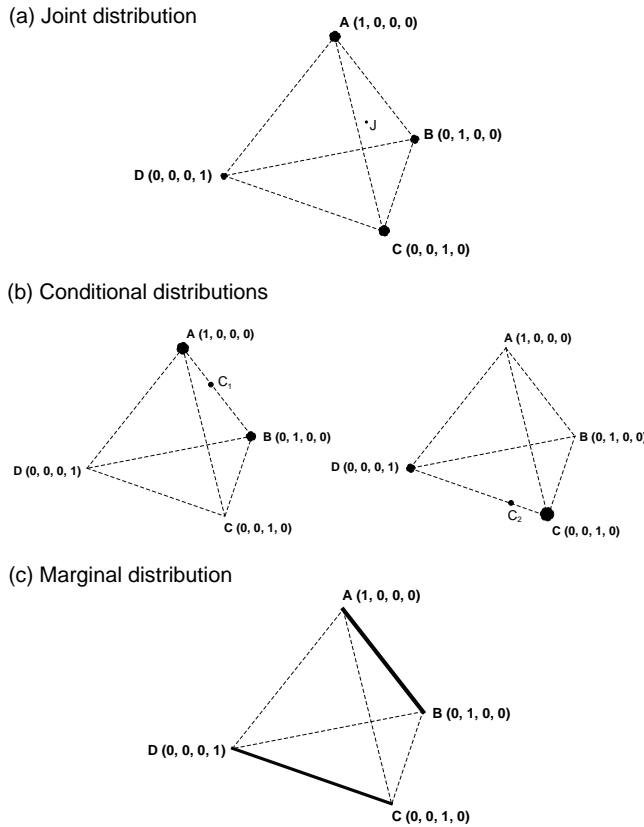 (a) Joint distribution
A (1, 0, 0, 0)
J
B (0, 1, 0, 0)
D (0, 0, 0, 1)
C (0, 0, 1, 0)
(b) Conditional distributions
A (1, 0, 0, 0)
C₁
B (0, 1, 0, 0)
D (0, 0, 0, 1)
C (0, 0, 1, 0)
A (1, 0, 0, 0)
B (0, 1, 0, 0)
D (0, 0, 0, 1)
C₂
C (0, 0, 1, 0)
(c) Marginal distribution
A (1, 0, 0, 0)
B (0, 1, 0, 0)
D (0, 0, 0, 1)
C (0, 0, 1, 0)